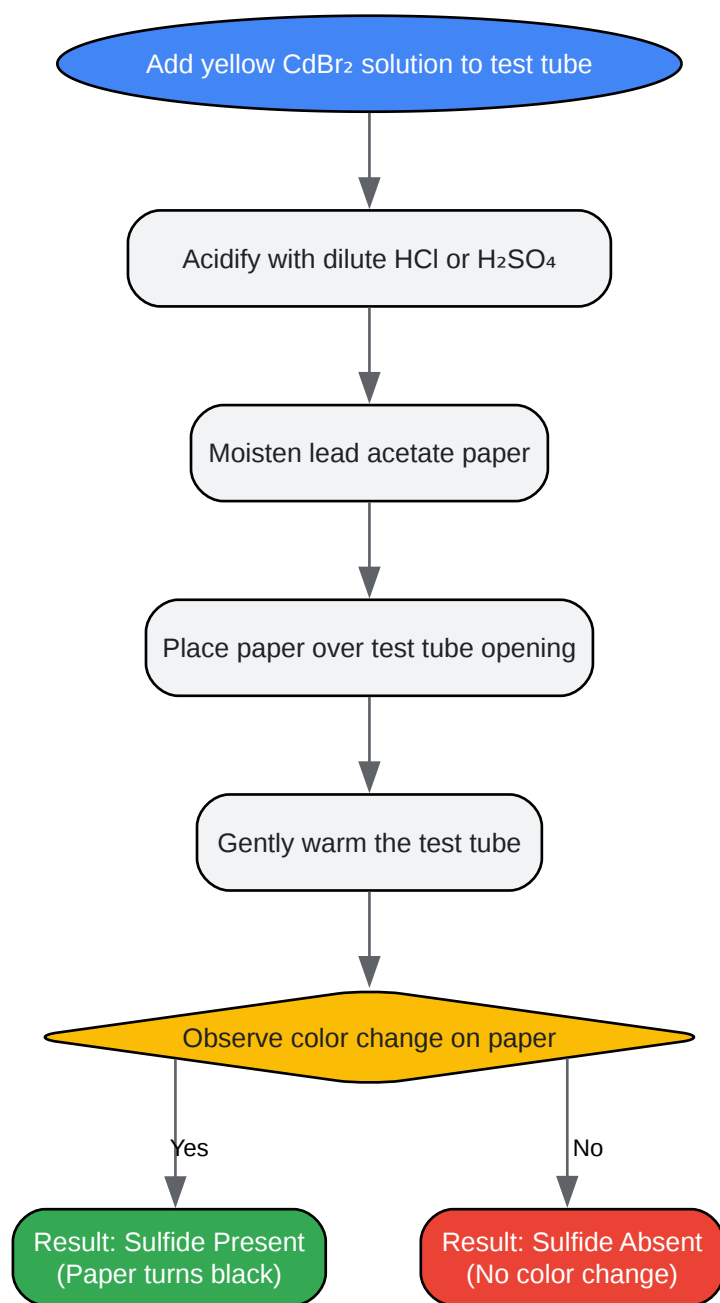 Add yellow CdBr₂ solution to test tube
Acidify with dilute HCl or H₂SO₄
Moisten lead acetate paper
Place paper over test tube opening
Gently warm the test tube
Observe color change on paper
Yes
No
Result: Sulfide Present
(Paper turns black)
Result: Sulfide Absent
(No color change)